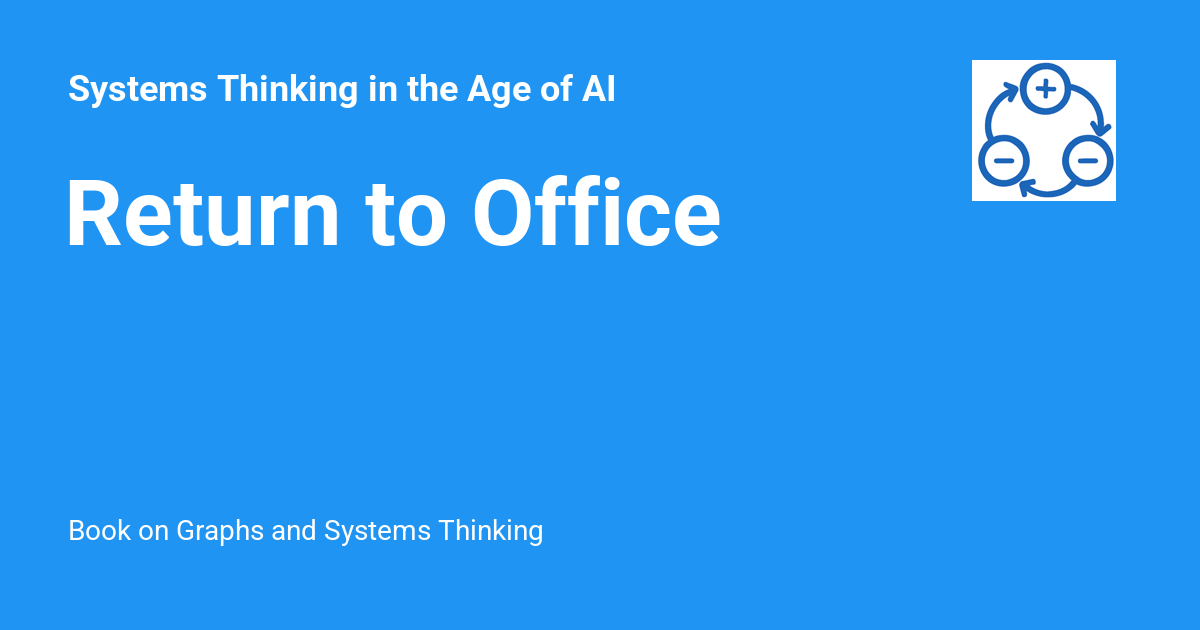 Systems Thinking in the Age of AI
Return to Office
Book on Graphs and Systems Thinking